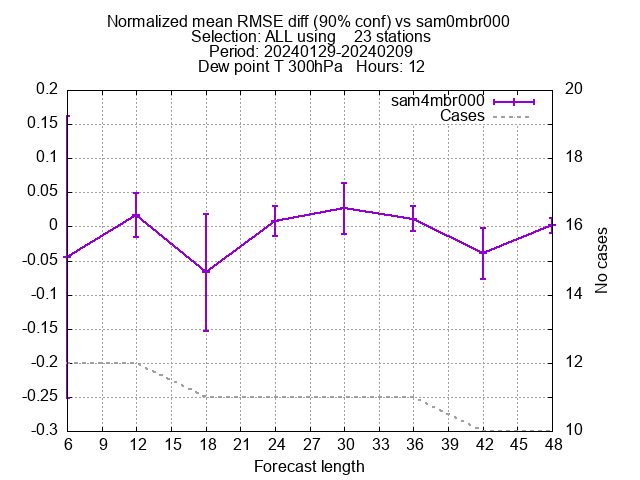 Normalized mean RMSE diff (90% conf) vs sam0mbr000
Selection: ALL using    23 stations
Period: 20240129-20240209
Dew point T 300hPa   Hours: 12
sam4mbr000
Cases
0.2
0.15
0.1
0.05
0
-0.05
-0.1
-0.15
-0.2
-0.25
-0.3
20
18
16
14
12
10
No cases
6 9 12 15 18 21 24 27 30 33 36 39 42 45 48
Forecast length